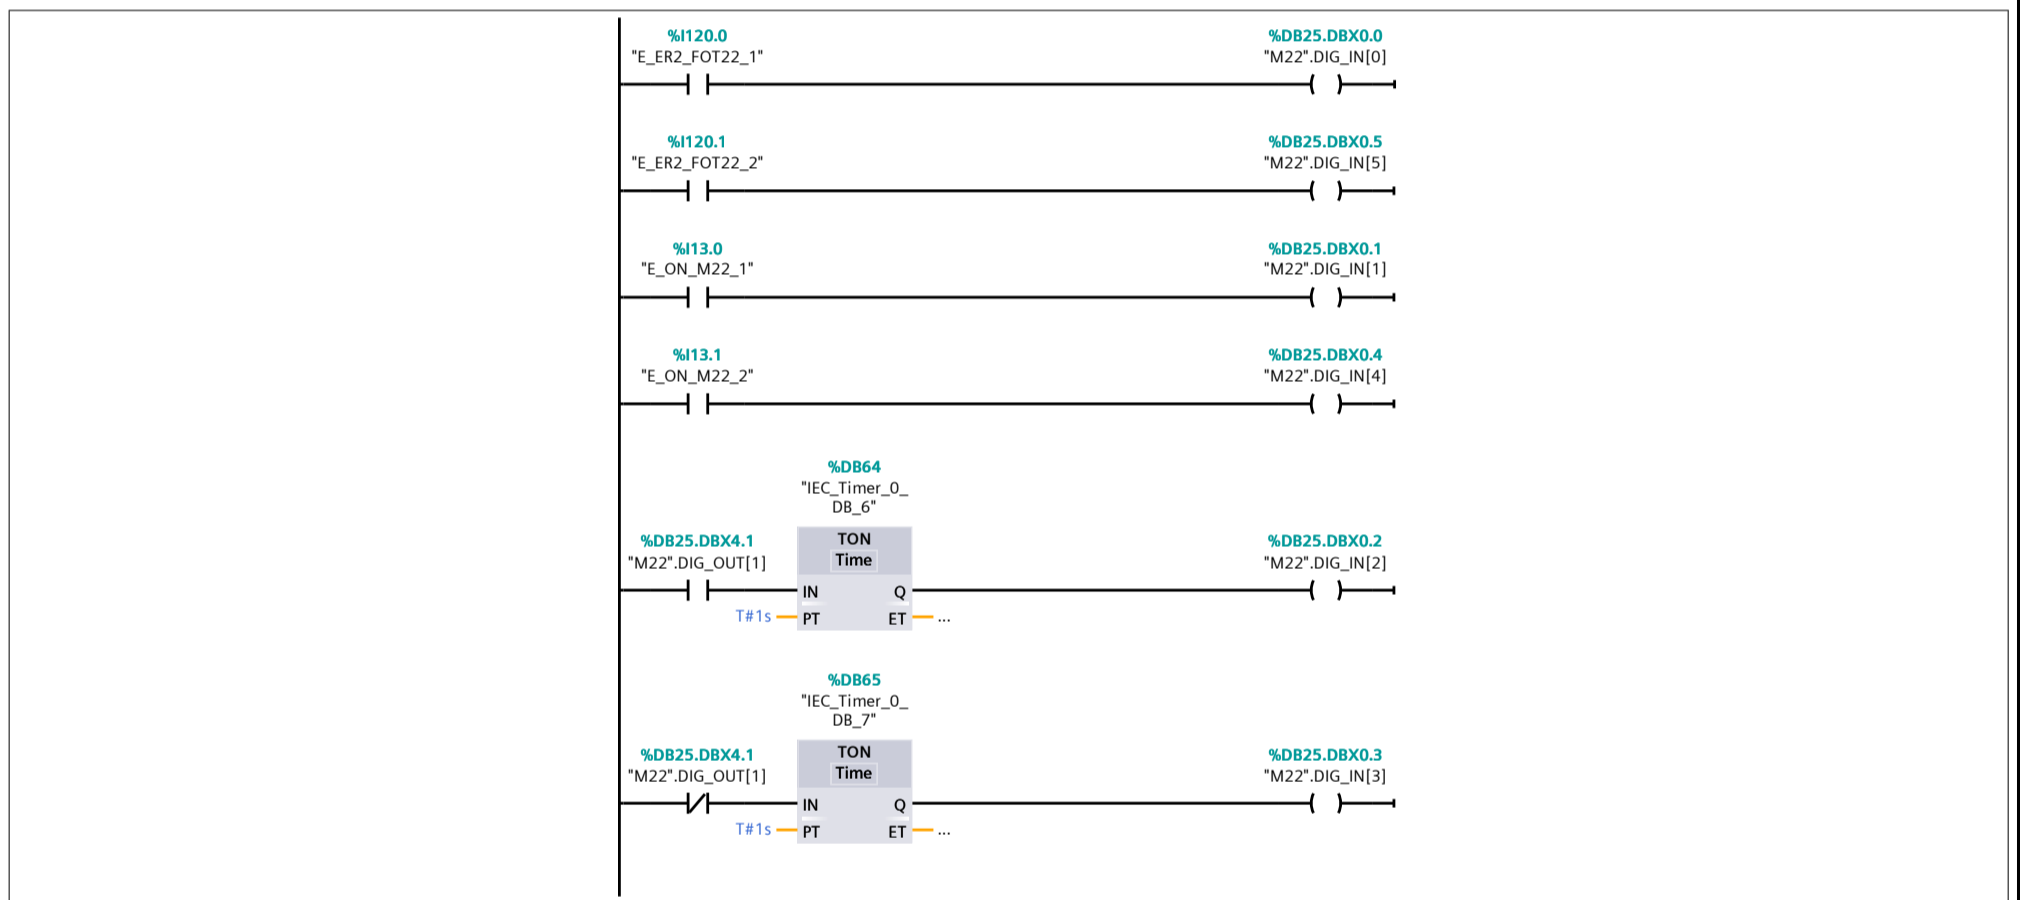 %I120.0
"E_ER2_FOT22_1"
%DB25.DBX0.0
"M22".DIG_IN[0]
%I120.1
"E_ER2_FOT22_2"
%DB25.DBX0.5
"M22".DIG_IN[5]
%I13.0
"E_ON_M22_1"
%DB25.DBX0.1
"M22".DIG_IN[1]
%I13.1
"E_ON_M22_2"
%DB25.DBX0.4
"M22".DIG_IN[4]
%DB64
"IEC_Timer_0_
DB_6"
%DB25.DBX4.1
"M22".DIG_OUT[1]
TON
Time
IN
Q
T#1s
PT
ET
...
%DB25.DBX0.2
"M22".DIG_IN[2]
%DB65
"IEC_Timer_0_
DB_7"
%DB25.DBX4.1
"M22".DIG_OUT[1]
TON
Time
IN
Q
T#1s
PT
ET
...
%DB25.DBX0.3
"M22".DIG_IN[3]